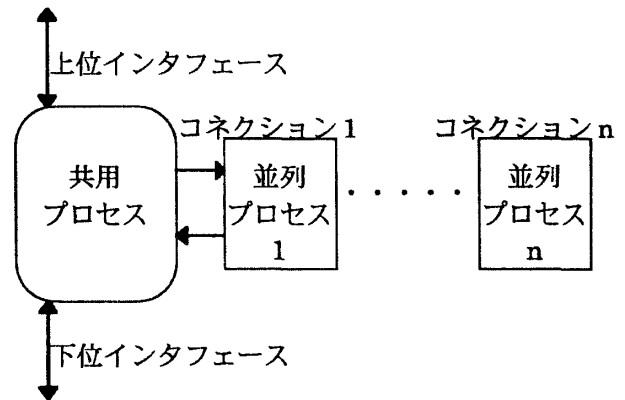 上位インタフェース
コネクション1
コネクションn
共用
プロセス
並列
プロセス
1
・・・・・
並列
プロセス
n
下位インタフェース